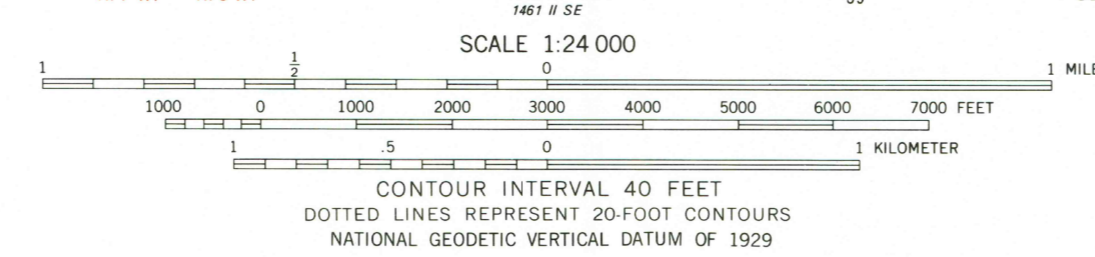 1461 II SE
SCALE 1:24 000
1 1/2 0 1 MILE
1000 0 1000 2000 3000 4000 5000 6000 7000 FEET
1 .5 0 1 KILOMETER
CONTOUR INTERVAL 40 FEET
DOTTED LINES REPRESENT 20-FOOT CONTOURS
NATIONAL GEODETIC VERTICAL DATUM OF 1929